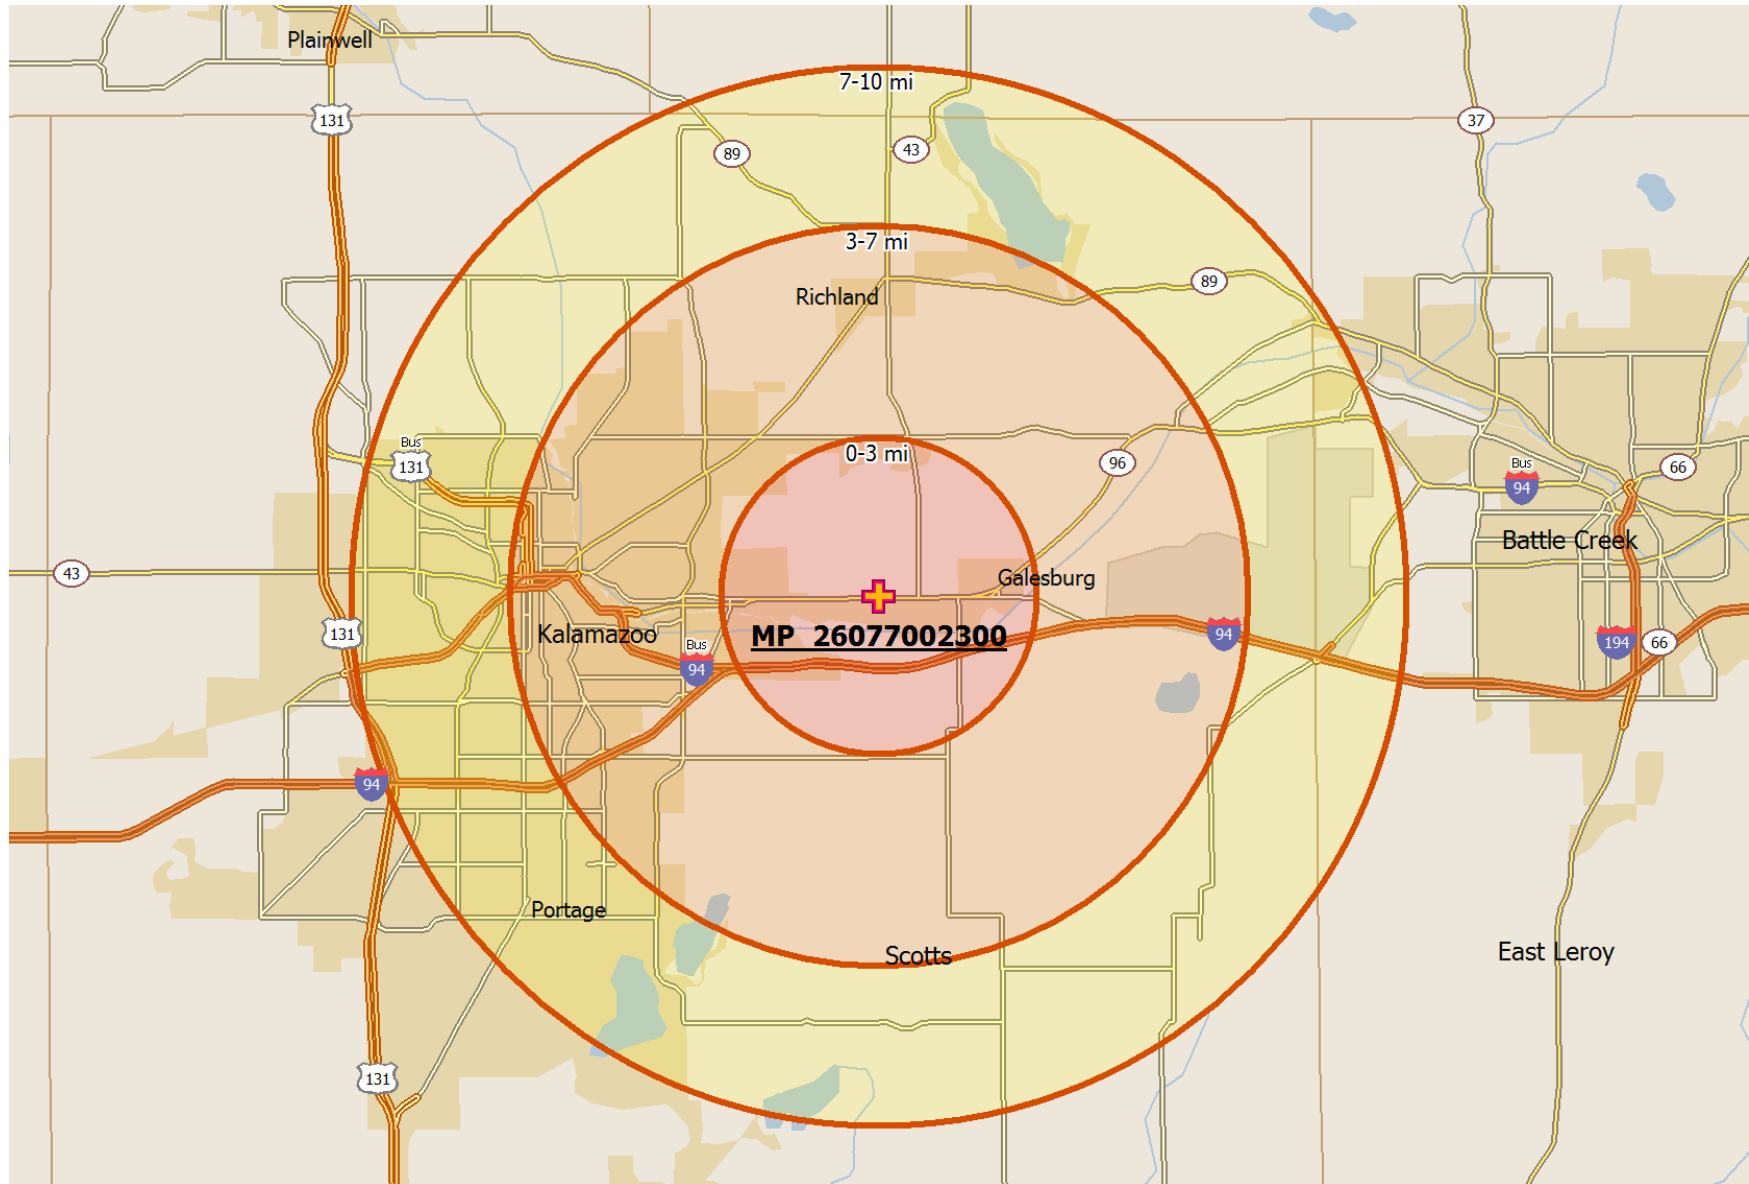 Plainwell
7-10 mi
131
37
89
43
3-7 mi
89
Richland
Bus
131
0-3 mi
96
Bus
94
66
Battle Creek
43
Galesburg
131
Kalamazoo
MP 26077002300
Bus
94
94
194
66
94
Portage
Scotts
East Leroy
131